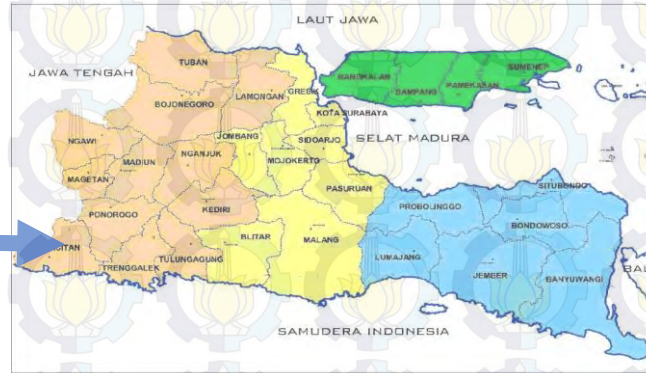 LAUT JAWA
JAWA TENGAH
TUBAN
LAMONGAN
GRESIK
BANGKALAN
SAMPANG
PAMEKASAN
SUMENEP
BOJONEGORO
KOTA SURABAYA
NGAWI
JOMBANG
SIDOARJO
SELAT MADURA
MADIUN
NGANJUK
MOJOKERTO
MAGETAN
PASURUAN
SITUBONDO
PONOROGO
KEDIRI
PROBOLINGGO
BONDOWOSO
CITAN
BLITAR
MALANG
LUMAJANG
TULUNGAGUNG
TRENGGALEK
JEMBER
BANYUWANGI
BAL
SAMUDERA INDONESIA